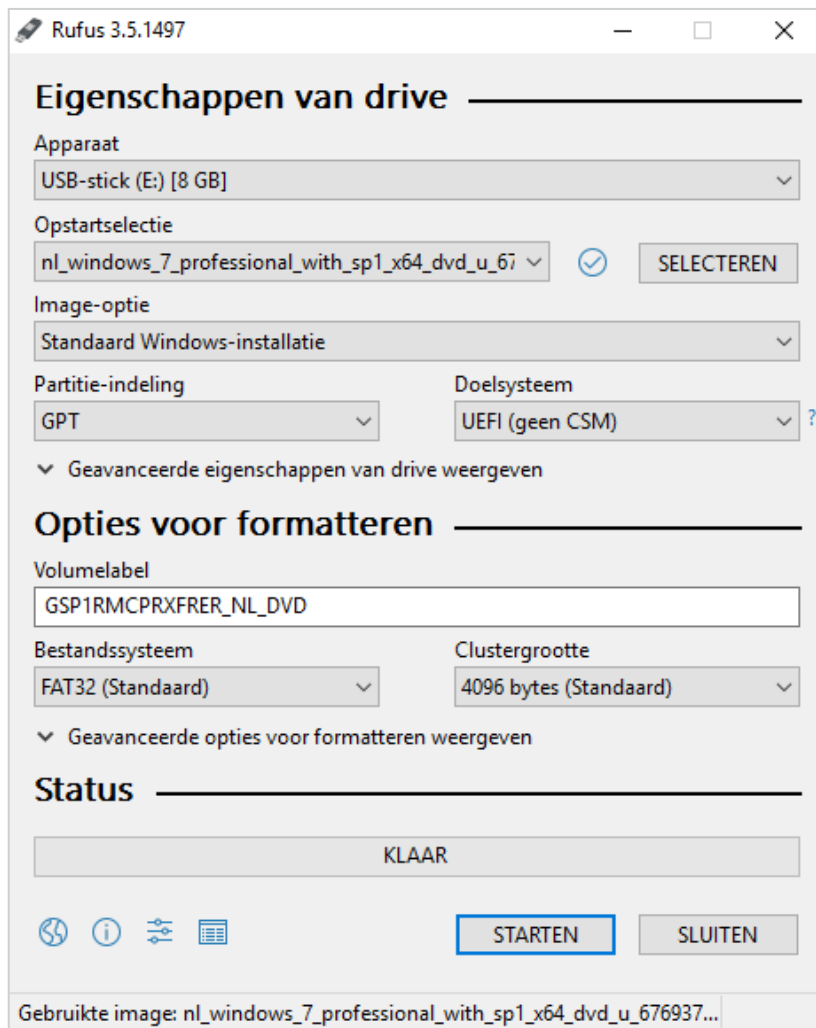 Rufus 3.5.1497
Eigenschappen van drive
Apparaat
USB-stick (E:) [8 GB]
Opstartselectie
nl_windows_7_professional_with_sp1_x64_dvd_u_67
SELECTEREN
Image-optie
Standaard Windows-installatie
Partitie-indeling Doelsysteem
GPT UEFI (geen CSM) ?
Geavanceerde eigenschappen van drive weergeven
Opties voor formatteren
Volumelabel
GSP1RMCPRXFRER_NL_DVD
Bestandssysteem Clustergrootte
FAT32 (Standaard) 4096 bytes (Standaard)
Geavanceerde opties voor formatteren weergeven
Status
KLAAR
STARTEN SLUITEN
Gebruikte image: nl_windows_7_professional_with_sp1_x64_dvd_u_676937...